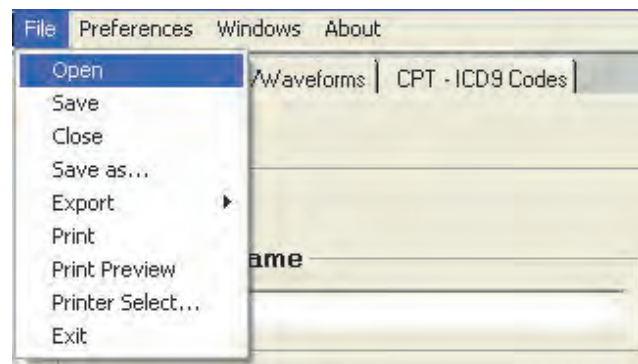 File Preferences Windows About
Open
/Waveforms CPT - ICD9 Codes
Save
Close
Save as...
Export
Print
ame
Print Preview
Printer Select...
Exit